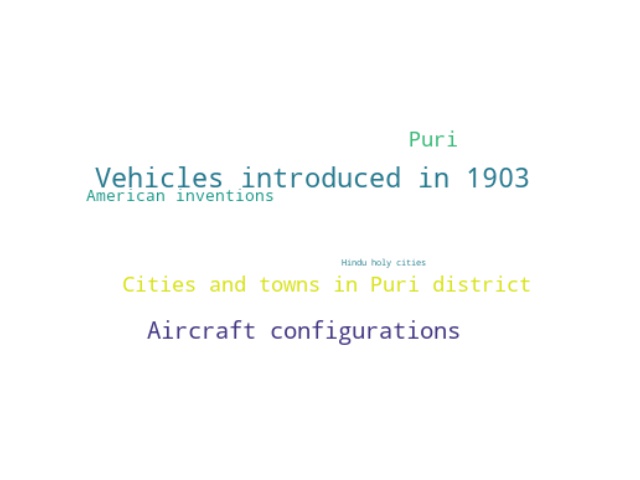 Puri
Vehicles introduced in 1903
American inventions
Hindu holy cities
Cities and towns in Puri district
Aircraft configurations